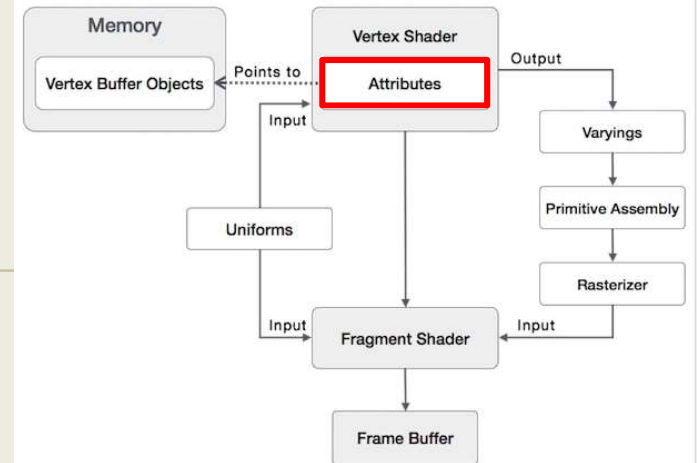 Memory
Vertex Shader
Output
Vertex Buffer Objects
Points to
Attributes
Input
Varyings
Uniforms
Primitive Assembly
Rasterizer
Input
Fragment Shader
Input
Frame Buffer